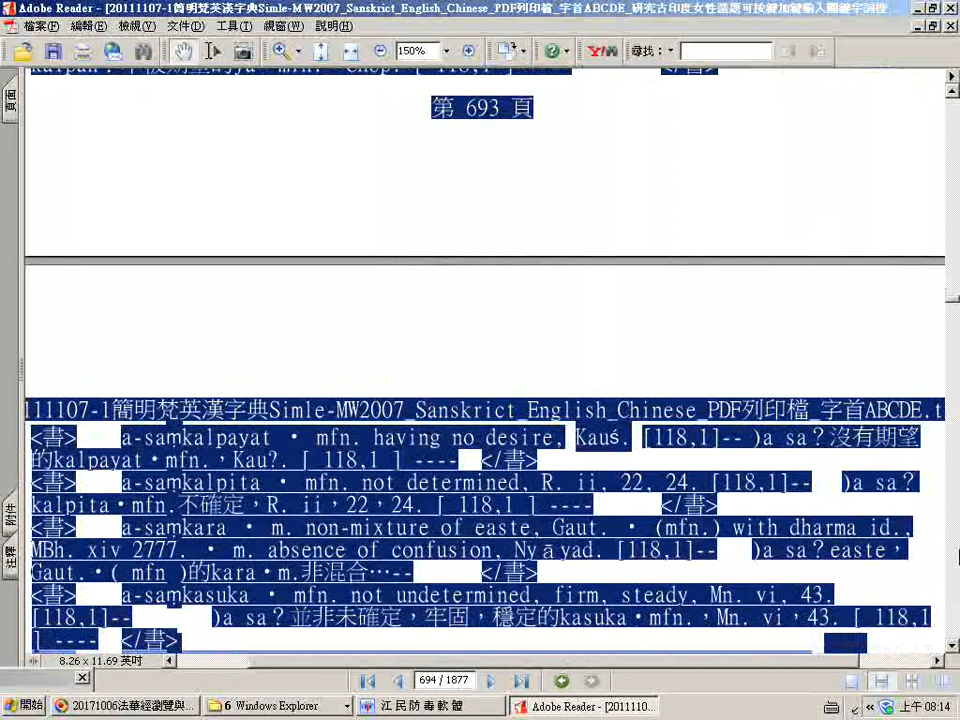 Adobe Reader - [20111107-1簡明梵英漢字典Simle-MW2007_Sanskrict_English_Chinese_PDF列印檔_字首ABCDE_研究古印度女性議題可按鍵加鍵輸入關鍵字詞搜
檔案(F) 編輯(E) 檢視(V) 文件(D) 工具(T) 視窗(W) 說明(H)
150% 尋找:
頁面
第 693 頁
111107-1簡明梵英漢字典Simle-MW2007_Sanskrict_English_Chinese_PDF列印檔_字首ABCDE.t
<書> a-saṃkalpayat • mfn. having no desire, Kauś. [118,1]-- )a sa？沒有期望
的kalpayat•mfn.，Kau?. [ 118,1 ] ---- </書>
<書> a-saṃkalpita • mfn. not determined, R. ii, 22, 24. [118,1]-- )a sa？
kalpita•mfn.不確定，R. ii，22，24. [ 118,1 ] ---- </書>
<書> a-saṃkara • m. non-mixture of easte, Gaut. • (mfn.) with dharma id.,
MBh. xiv 2777. • m. absence of confusion, Nyāyad. [118,1]-- )a sa？easte，
Gaut.•( mfn )的kara•m.非混合…-- </書>
<書> a-saṃkasuka • mfn. not undetermined, firm, steady, Mn. vi, 43.
[118,1]-- )a sa？並非未確定，牢固，穩定的kasuka•mfn.，Mn. vi，43. [ 118,1
] ---- </書>
附件
注釋
8.26 x 11.69 英吋
694 / 1877
開始 20171006法華經瀏覽與... 6 Windows Explorer 江民防毒軟體 Adobe Reader - [2011110... 上午 08:14